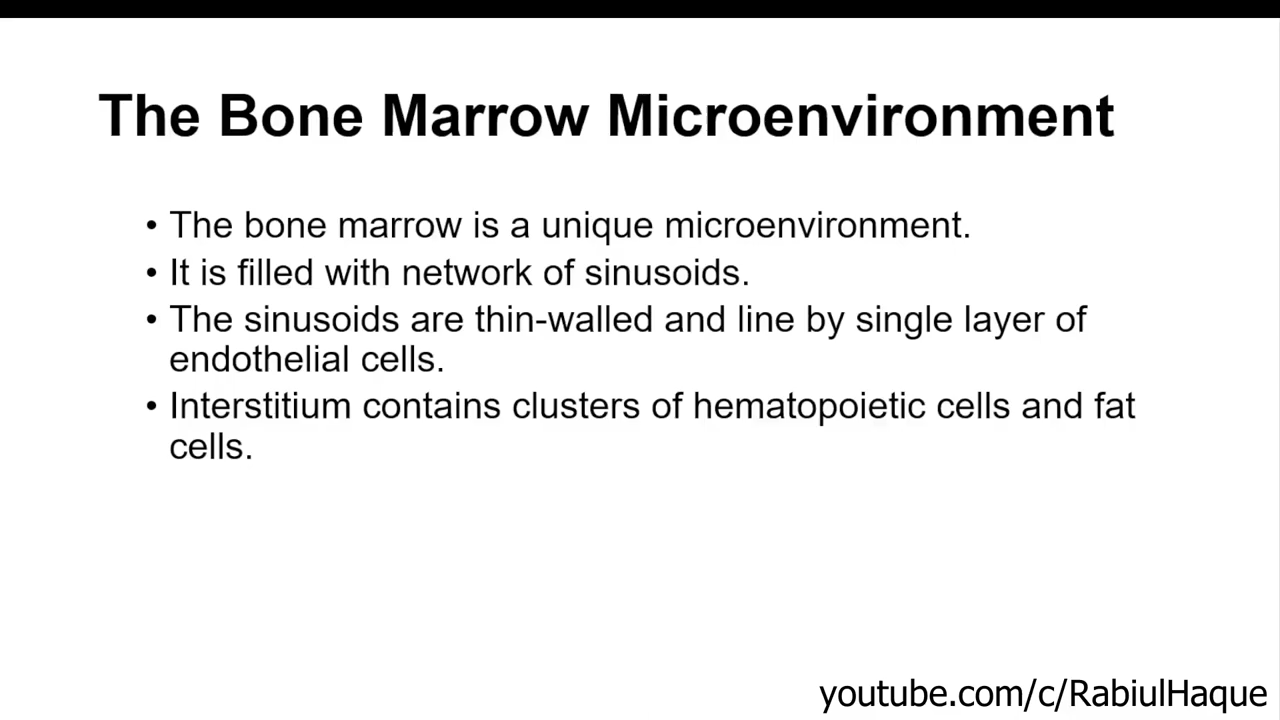 The Bone Marrow Microenvironment
• The bone marrow is a unique microenvironment.
• It is filled with network of sinusoids.
• The sinusoids are thin-walled and line by single layer of
endothelial cells.
• Interstitium contains clusters of hematopoietic cells and fat
cells.
youtube.com/c/RabiulHaque